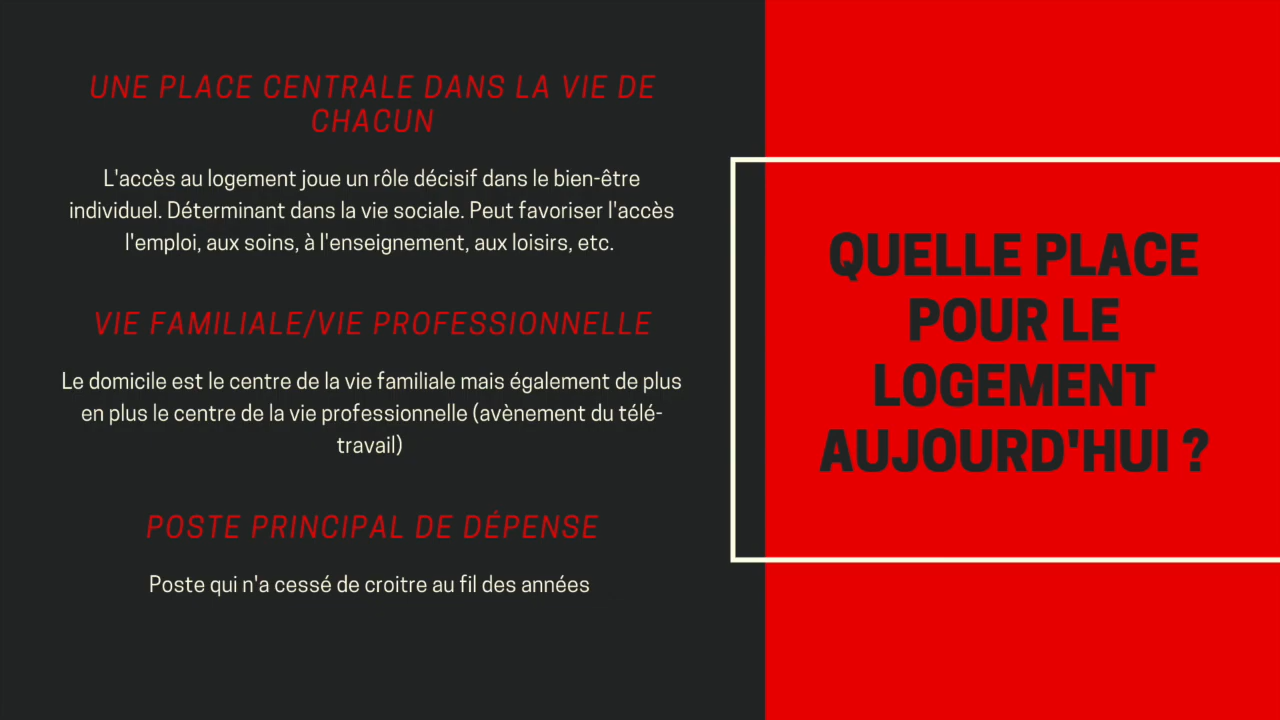 UNE PLACE CENTRALE DANS LA VIE DE
CHACUN
L'accès au logement joue un rôle décisif dans le bien-être
individuel. Déterminant dans la vie sociale. Peut favoriser l'accès
l'emploi, aux soins, à l'enseignement, aux loisirs, etc.
VIE FAMILIALE/VIE PROFESSIONNELLE
Le domicile est le centre de la vie familiale mais également de plus
en plus le centre de la vie professionnelle (avènement du télé-
travail)
POSTE PRINCIPAL DE DÉPENSE
Poste qui n'a cessé de croitre au fil des années
QUELLE PLACE
POUR LE
LOGEMENT
AUJOURD'HUI ?